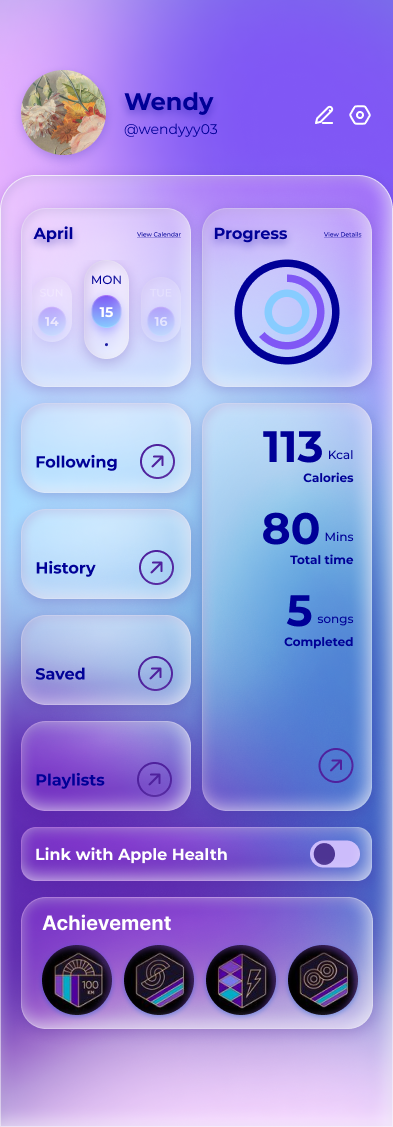 Wendy
@wendyyy03
April
View Calendar
SUN
MON
TUE
14
15
16
Progress
View Details
Following
History
Saved
Playlists
113 Kcal
Calories
80 Mins
Total time
5 songs
Completed
Link with Apple Health
Achievement
100
KM